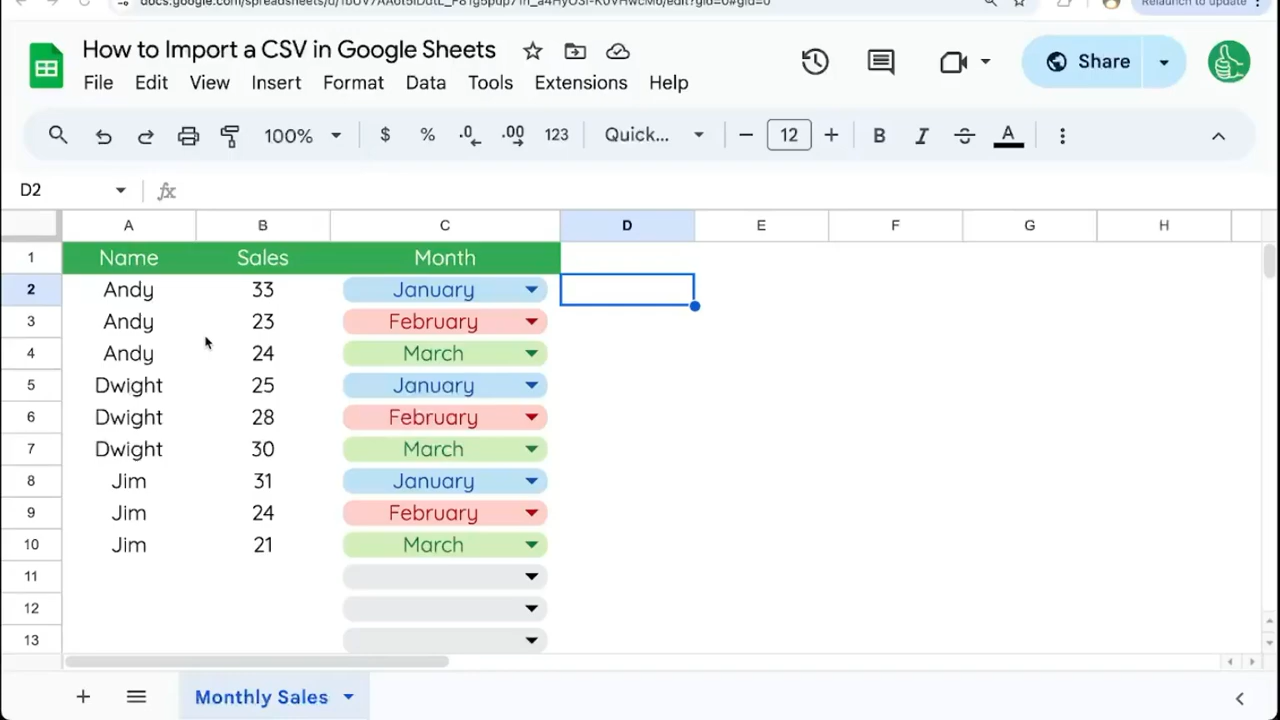 How to Import a CSV in Google Sheets
Relaunch to update
File Edit View Insert Format Data Tools Extensions Help
Share
100% $ % .0 .00 123 Quick... 12 B I A
D2 fx
A B C D E F G H
1 Name Sales Month
2 Andy 33 January
3 Andy 23 February
4 Andy 24 March
5 Dwight 25 January
6 Dwight 28 February
7 Dwight 30 March
8 Jim 31 January
9 Jim 24 February
10 Jim 21 March
11
12
13
Monthly Sales